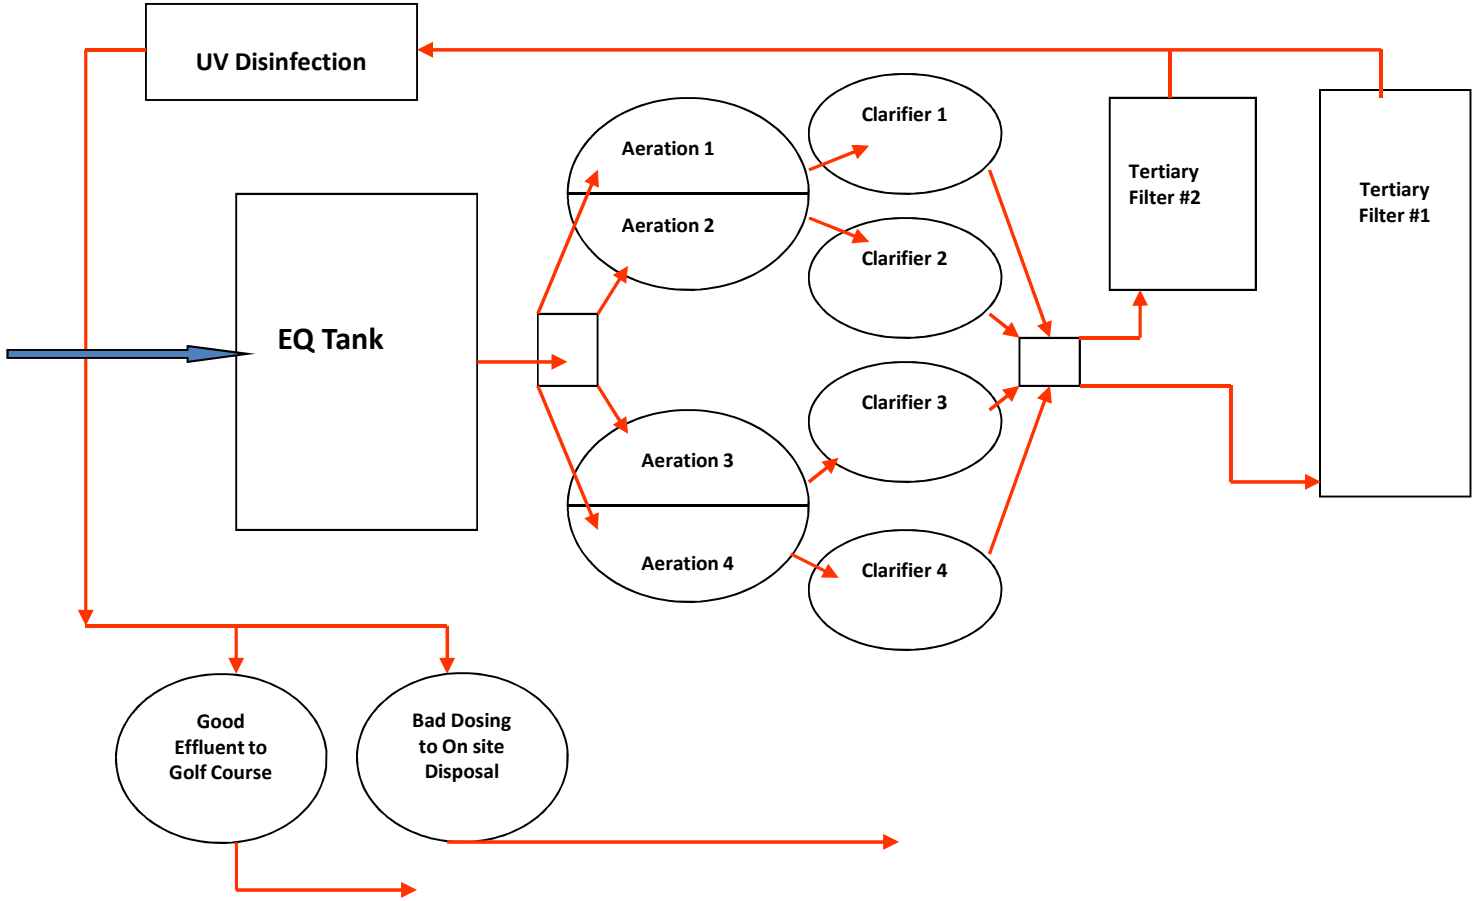 UV Disinfection
Clarifier 1
Aeration 1
Tertiary
Filter #2
Tertiary
Filter #1
Aeration 2
Clarifier 2
EQ Tank
Clarifier 3
Aeration 3
Aeration 4
Clarifier 4
Good
Effluent to
Golf Course
Bad Dosing
to On site
Disposal